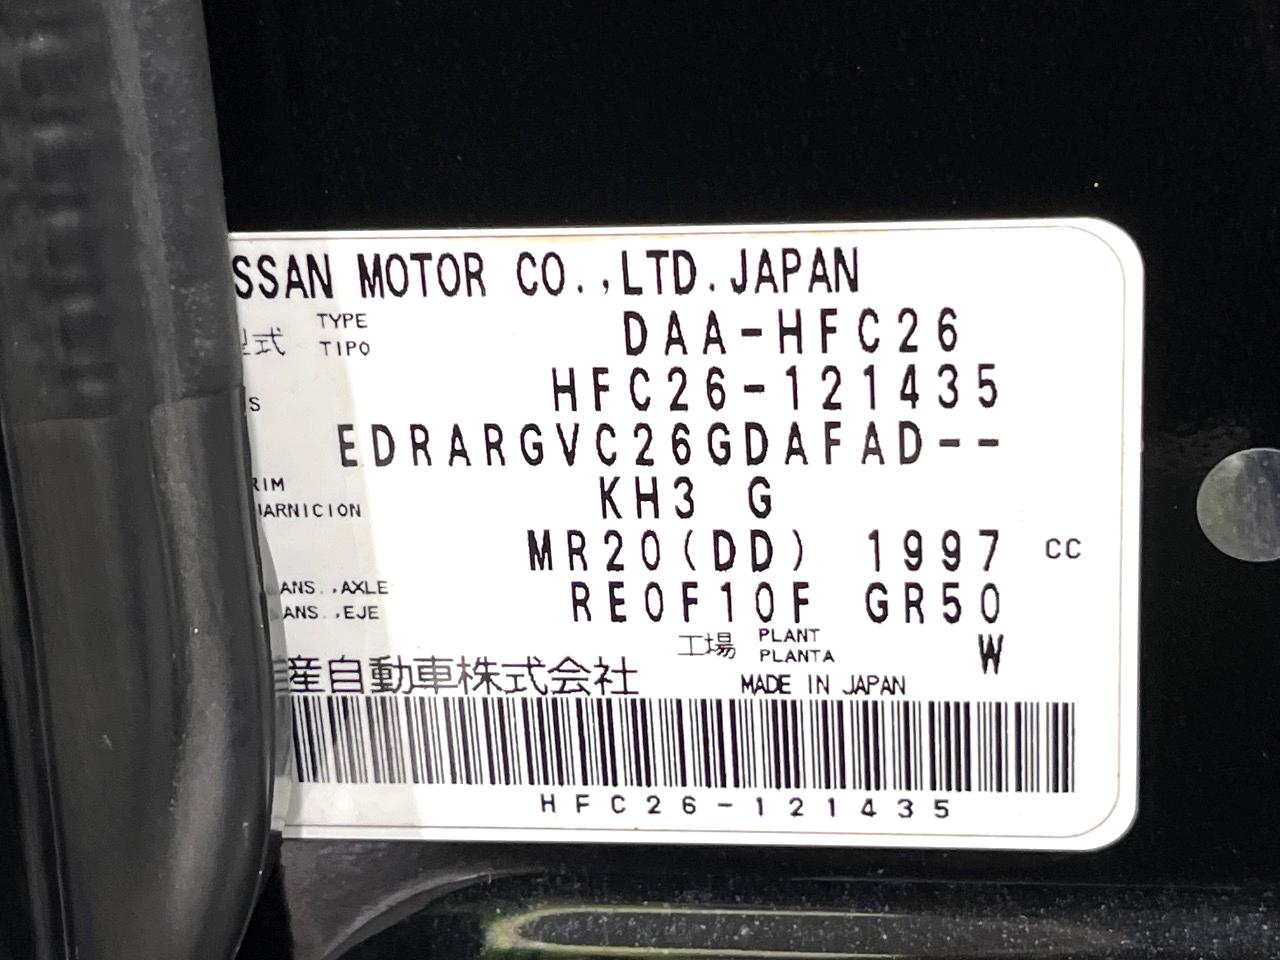 SSAN MOTOR CO.,LTD.JAPAN
式 TYPE TIPO DAA-HFC26
S HFC26-121435
EDRARGVC26GDAFAD--
RIM ARNICION KH3 G
MR20(DD) 1997 CC
ANS.,AXLE ANS.,EJE RE0F10F GR50
工場 PLANT PLANTA W
産自動車株式会社 MADE IN JAPAN
HFC26-121435